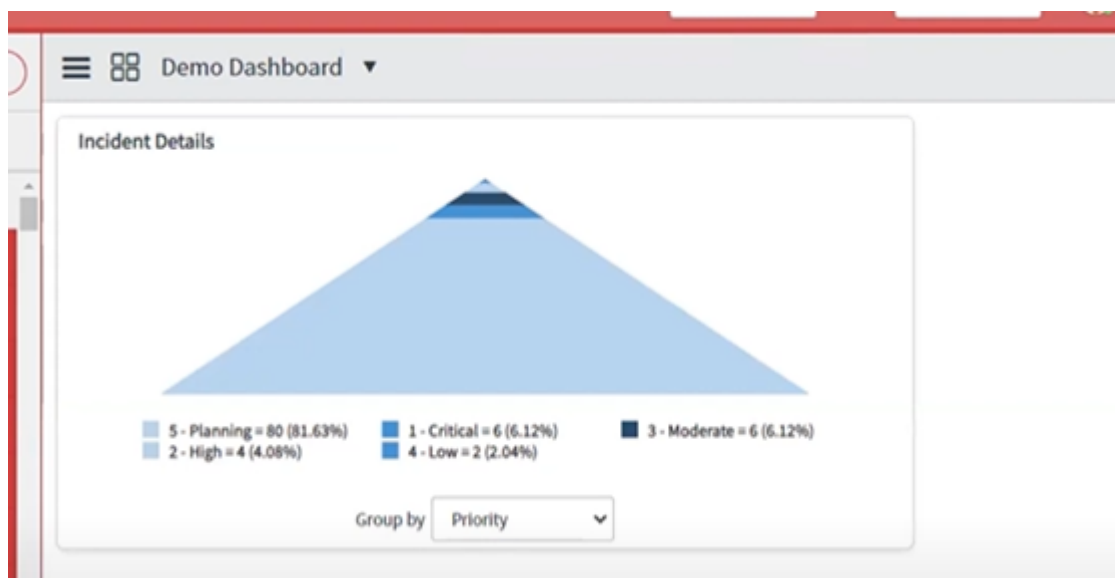 Demo Dashboard
Incident Details
5 - Planning = 80 (81.63%) 1 - Critical = 6 (6.12%) 3 - Moderate = 6 (6.12%)
2 - High = 4 (4.08%) 4 - Low = 2 (2.04%)
Group by Priority